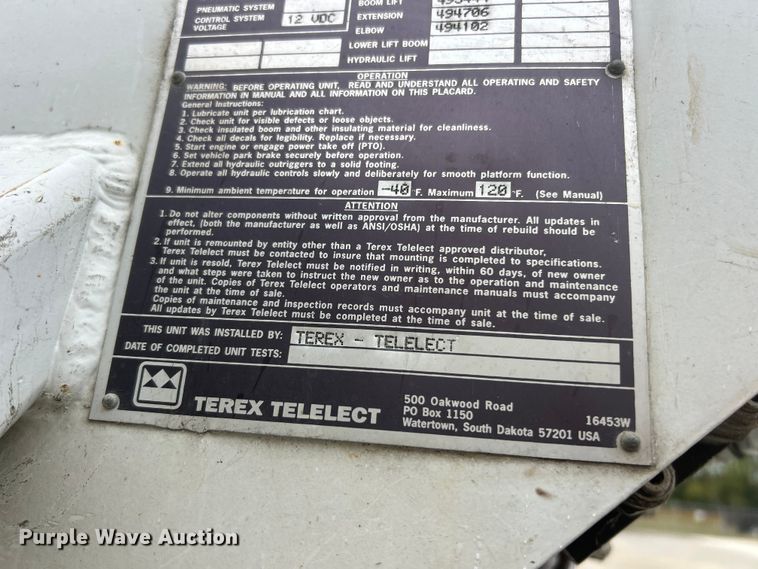 PNEUMATIC SYSTEM
CONTROL SYSTEM VOLTAGE 12 VDC
BOOM LIFT
EXTENSION 494706
ELBOW 494102
LOWER LIFT BOOM
HYDRAULIC LIFT
OPERATION
WARNING: BEFORE OPERATING UNIT, READ AND UNDERSTAND ALL OPERATING AND SAFETY
INFORMATION IN MANUAL AND ALL INFORMATION ON THIS PLACARD.
General Instructions:
1. Lubricate unit per lubrication chart.
2. Check unit for visible defects or loose objects.
3. Check insulated boom and other insulating material for cleanliness.
4. Check all decals for legibility. Replace if necessary.
5. Start engine or engage power take off (PTO).
6. Set vehicle park brake securely before operation.
7. Extend all hydraulic outriggers to a solid footing.
8. Operate all hydraulic controls slowly and deliberately for smooth platform function.
9. Minimum ambient temperature for operation -40 °F. Maximum 120 °F. (See Manual)
ATTENTION
1. Do not alter components without written approval from the manufacturer. All updates in
effect, (both the manufacturer as well as ANSI/OSHA) at the time of rebuild should be
performed.
2. If unit is remounted by entity other than a Terex Telelect approved distributor,
Terex Telelect must be contacted to insure that mounting is completed to specifications.
3. If unit is resold, Terex Telelect must be notified in writing, within 60 days, of new owner
and what steps were taken to instruct the new owner as to the operation and maintenance
of the unit. Copies of Terex Telelect operators and maintenance manuals must accompany
the unit at the time of sale.
Copies of maintenance and inspection records must accompany unit at the time of sale.
All updates by Terex Telelect must be completed at the time of sale.
THIS UNIT WAS INSTALLED BY: TEREX - TELELECT
DATE OF COMPLETED UNIT TESTS:
TEREX TELELECT
500 Oakwood Road
PO Box 1150
Watertown, South Dakota 57201 USA
16453W
Purple Wave Auction